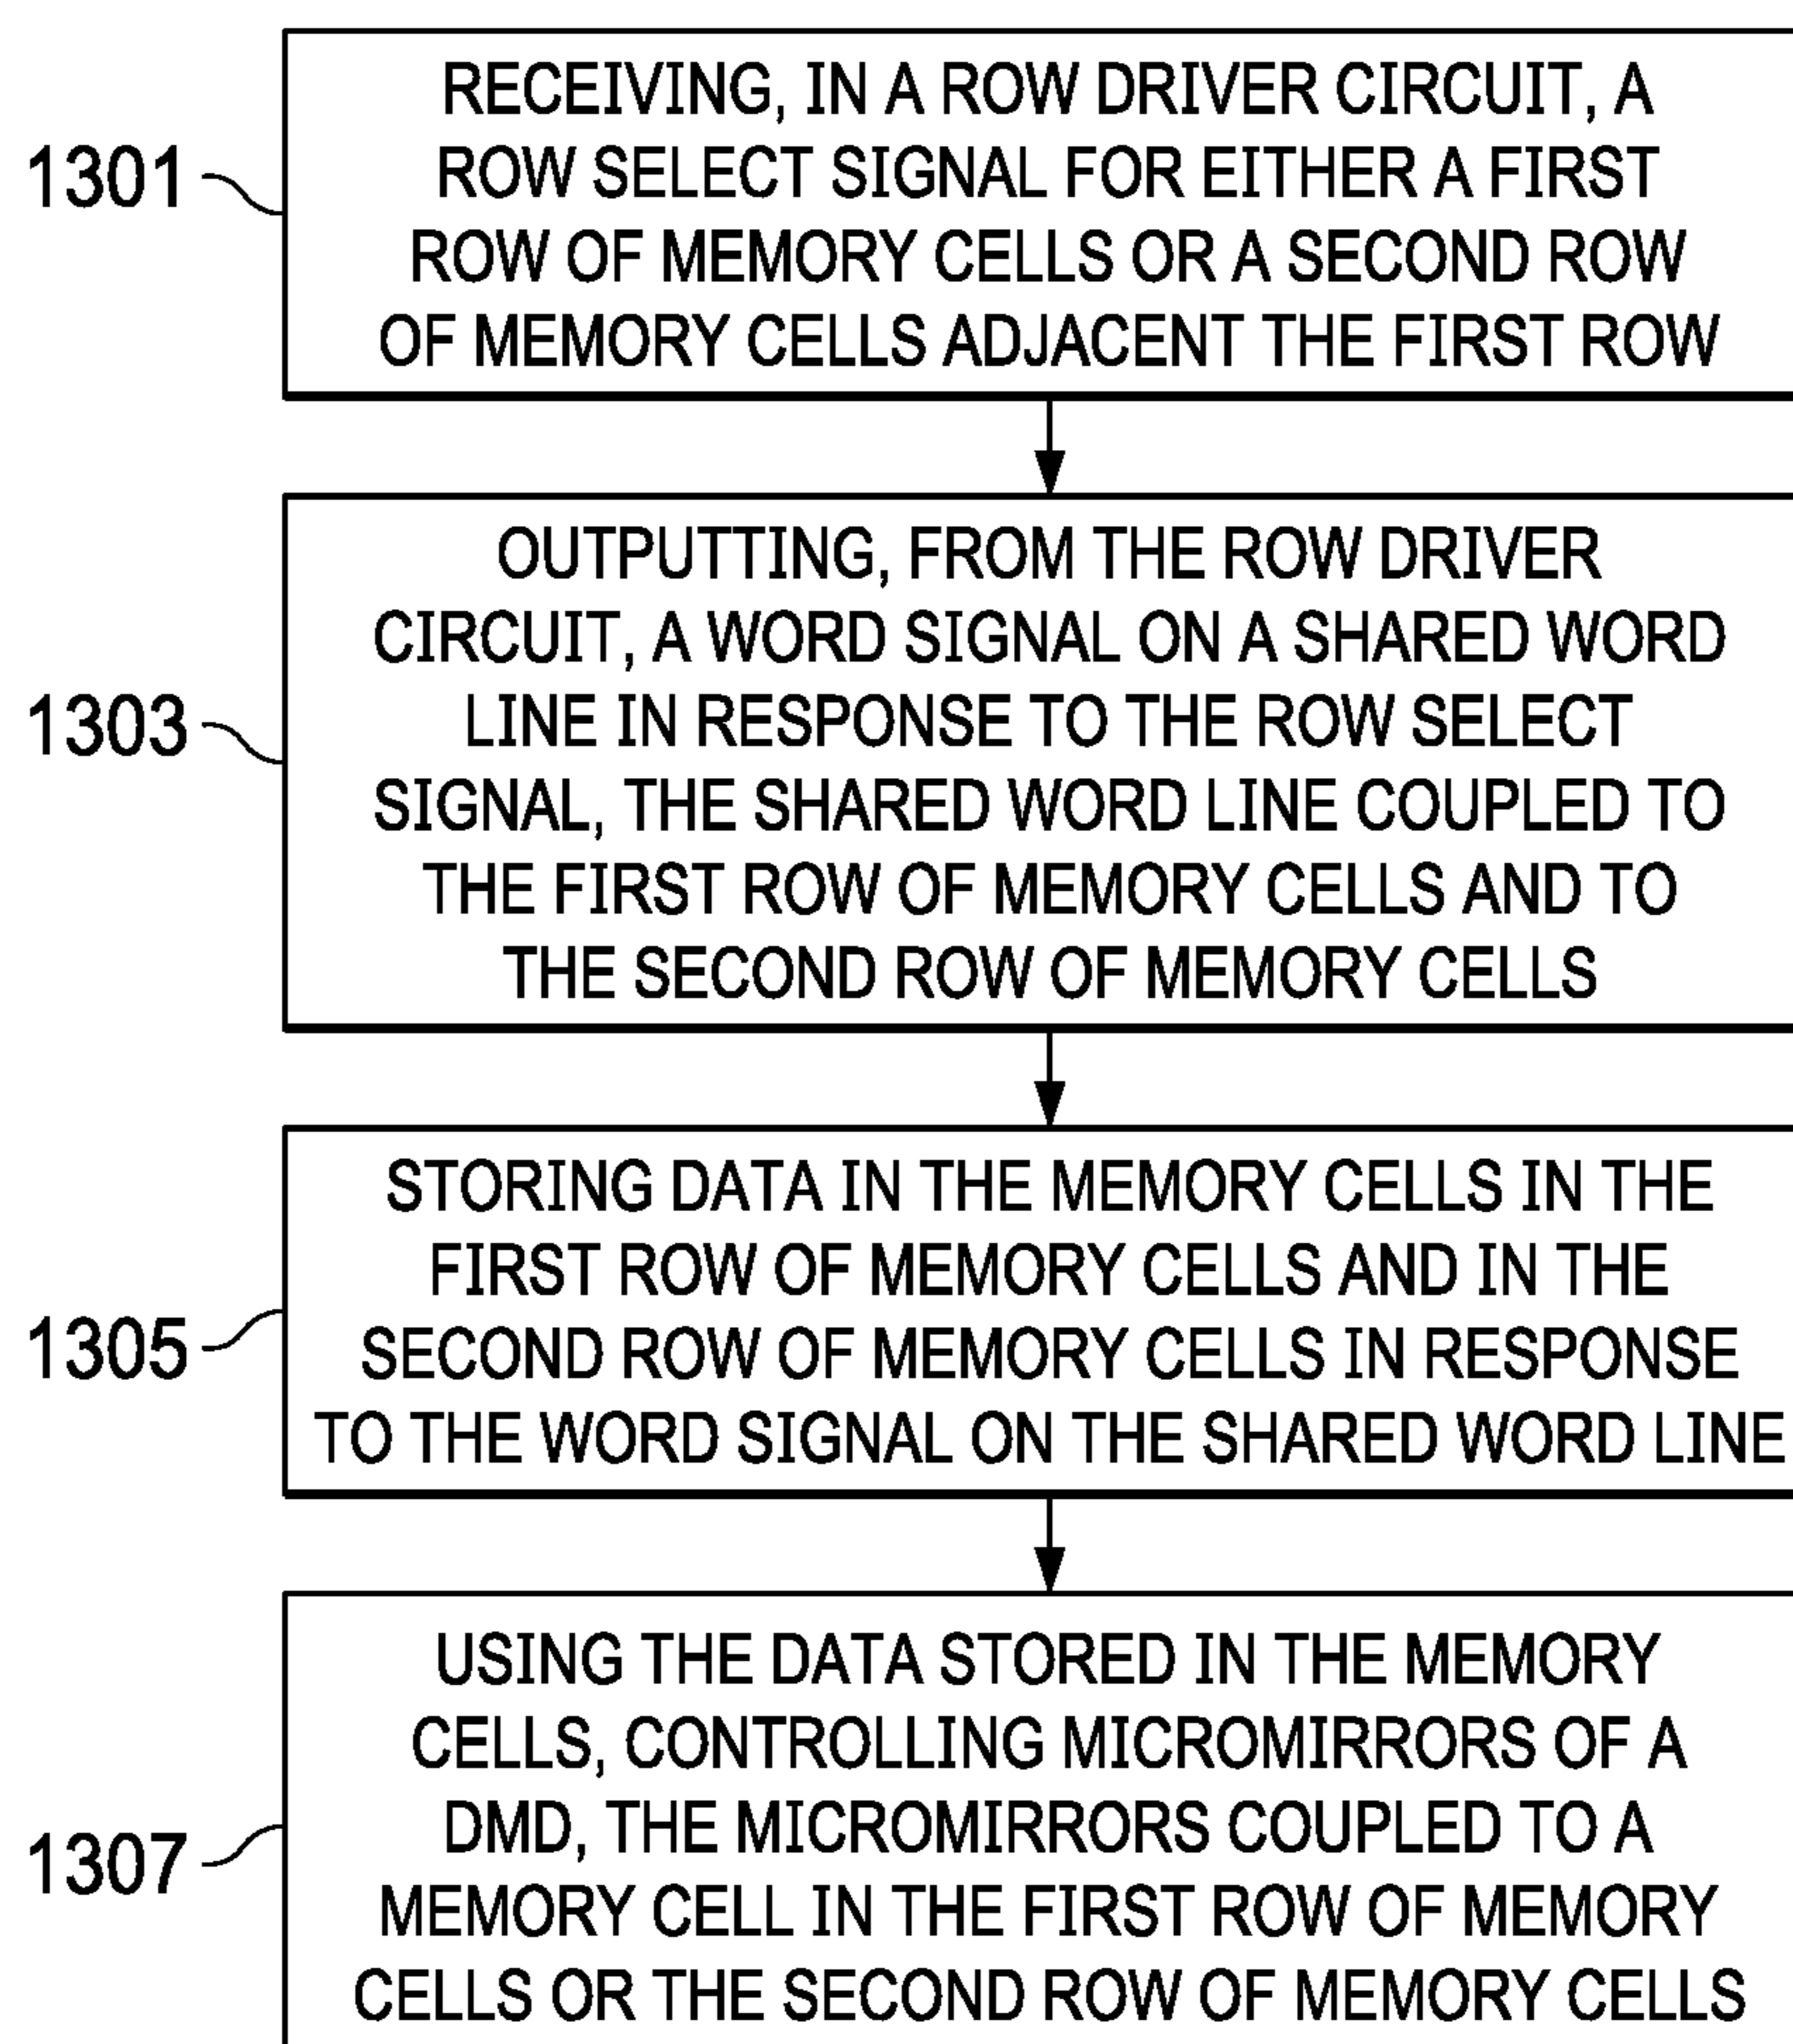 RECEIVING, IN A ROW DRIVER CIRCUIT, A
ROW SELECT SIGNAL FOR EITHER A FIRST
ROW OF MEMORY CELLS OR A SECOND ROW
OF MEMORY CELLS ADJACENT THE FIRST ROW
1301
OUTPUTTING, FROM THE ROW DRIVER
CIRCUIT, A WORD SIGNAL ON A SHARED WORD
LINE IN RESPONSE TO THE ROW SELECT
SIGNAL, THE SHARED WORD LINE COUPLED TO
THE FIRST ROW OF MEMORY CELLS AND TO
THE SECOND ROW OF MEMORY CELLS
1303
STORING DATA IN THE MEMORY CELLS IN THE
FIRST ROW OF MEMORY CELLS AND IN THE
SECOND ROW OF MEMORY CELLS IN RESPONSE
TO THE WORD SIGNAL ON THE SHARED WORD LINE
1305
USING THE DATA STORED IN THE MEMORY
CELLS, CONTROLLING MICROMIRRORS OF A
DMD, THE MICROMIRRORS COUPLED TO A
MEMORY CELL IN THE FIRST ROW OF MEMORY
CELLS OR THE SECOND ROW OF MEMORY CELLS
1307